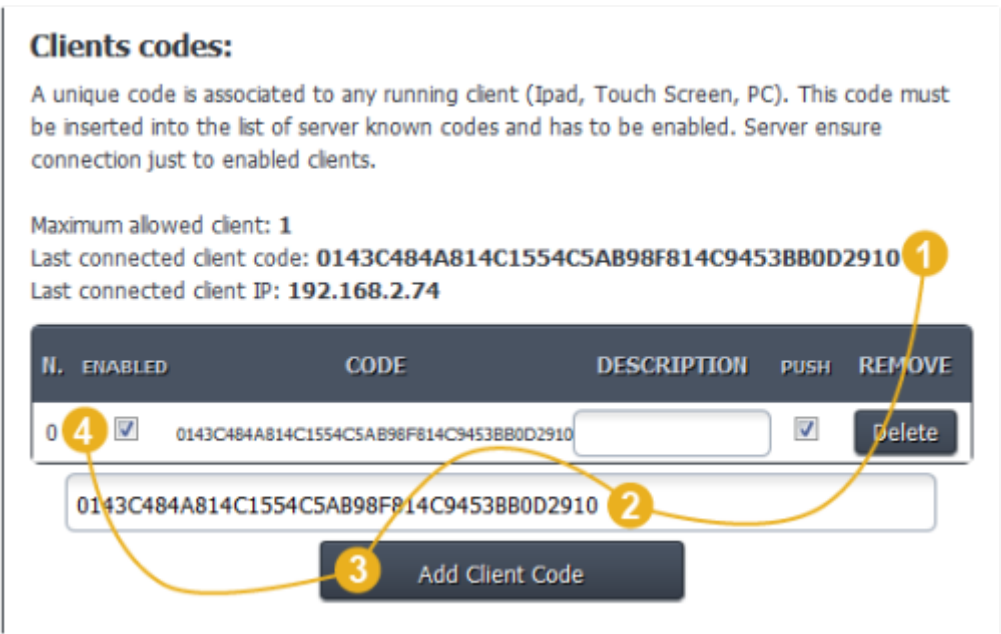 Clients codes:
A unique code is associated to any running client (Ipad, Touch Screen, PC). This code must
be inserted into the list of server known codes and has to be enabled. Server ensure
connection just to enabled clients.
Maximum allowed client: 1
Last connected client code: 0143C484A814C1554C5AB98F814C9453BB0D2910 1
Last connected client IP: 192.168.2.74
N. ENABLED CODE DESCRIPTION PUSH REMOVE
0 4 0143C484A814C1554C5AB98F814C9453BB0D2910 Delete
0143C484A814C1554C5AB98F814C9453BB0D2910 2
3 Add Client Code